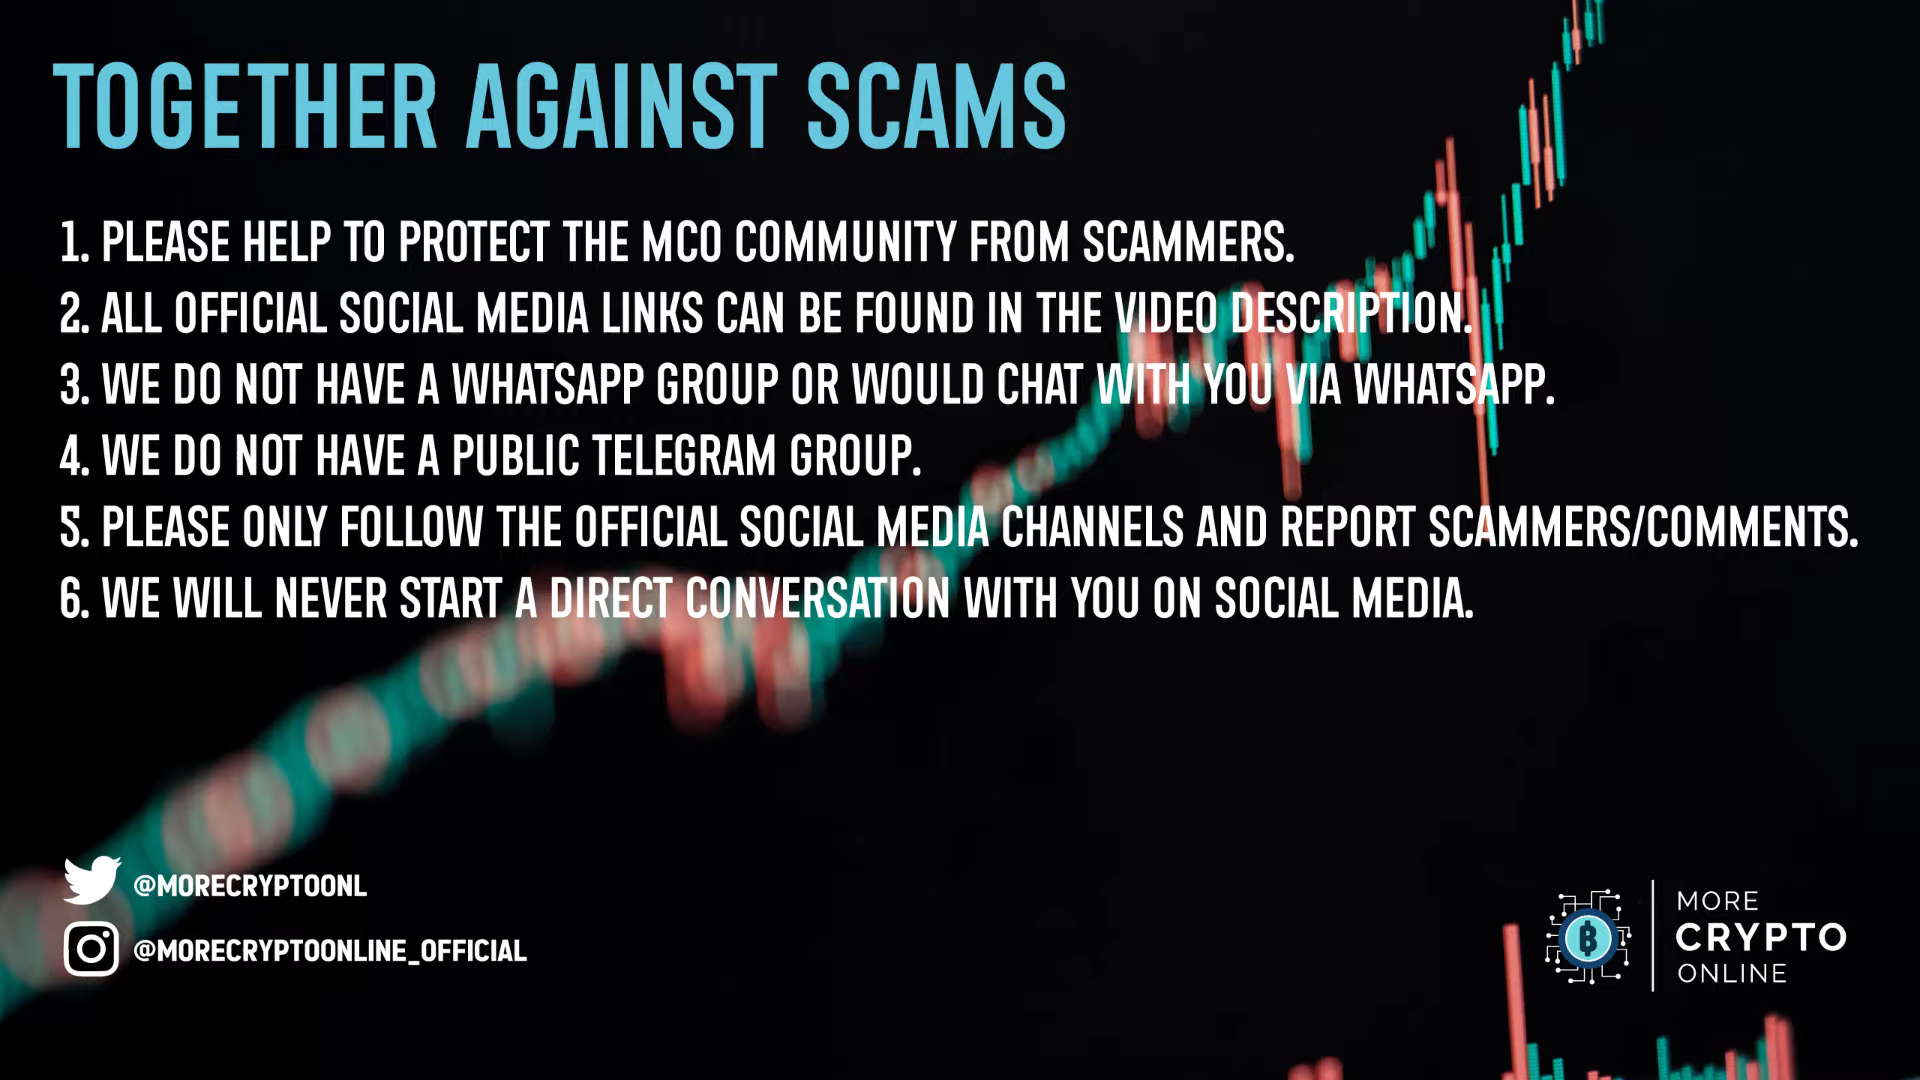 TOGETHER AGAINST SCAMS
1. PLEASE HELP TO PROTECT THE MCO COMMUNITY FROM SCAMMERS.
2. ALL OFFICIAL SOCIAL MEDIA LINKS CAN BE FOUND IN THE VIDEO DESCRIPTION.
3. WE DO NOT HAVE A WHATSAPP GROUP OR WOULD CHAT WITH YOU VIA WHATSAPP.
4. WE DO NOT HAVE A PUBLIC TELEGRAM GROUP.
5. PLEASE ONLY FOLLOW THE OFFICIAL SOCIAL MEDIA CHANNELS AND REPORT SCAMMERS/COMMENTS.
6. WE WILL NEVER START A DIRECT CONVERSATION WITH YOU ON SOCIAL MEDIA.
@MORECRYPTOONL
@MORECRYPTOONLINE_OFFICIAL
MORE
CRYPTO
ONLINE